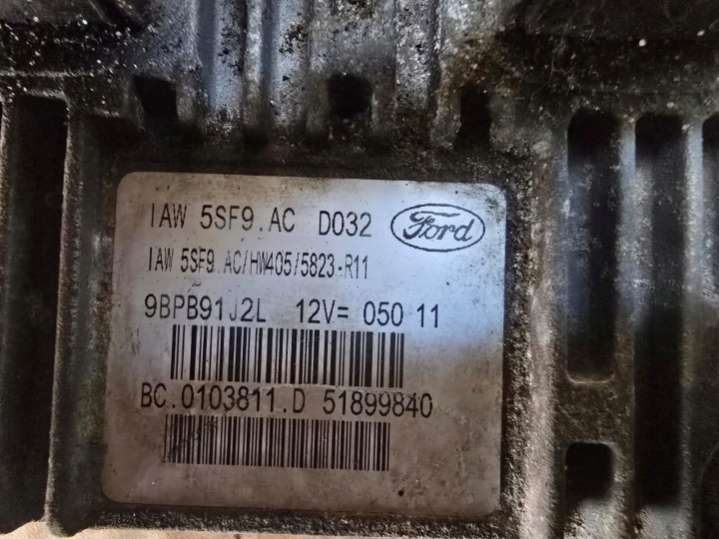 IAW 5SF9.AC D032 Ford
IAW 5SF9.AC/HW405/5823-R11
9BPB91J2L 12V= 050 11
BC.0103811.D 51899840